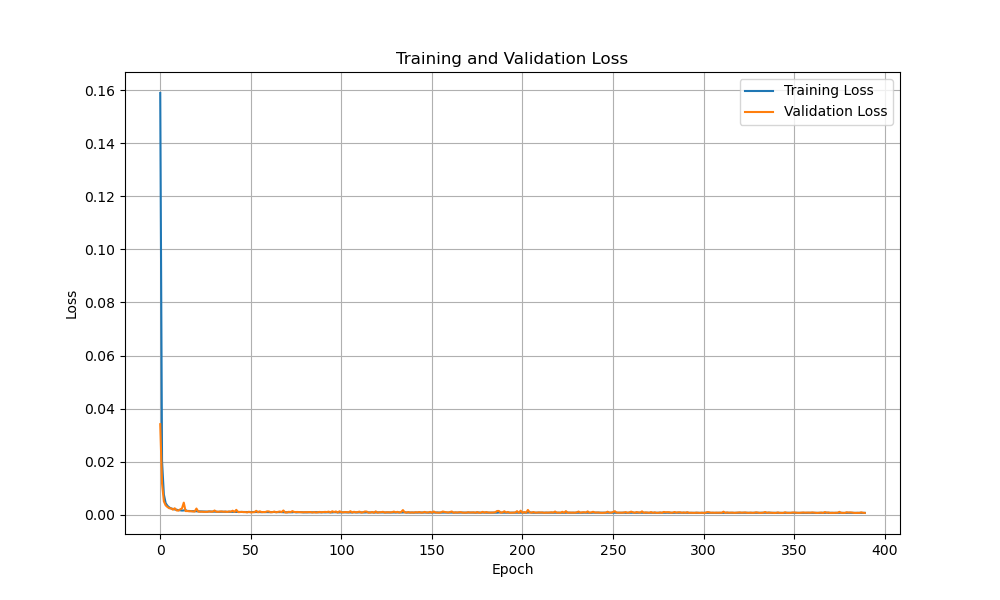 Training and Validation Loss
Training Loss
Validation Loss
0.16
0.14
0.12
0.10
0.08
0.06
0.04
0.02
0.00
Loss
0 50 100 150 200 250 300 350 400
Epoch